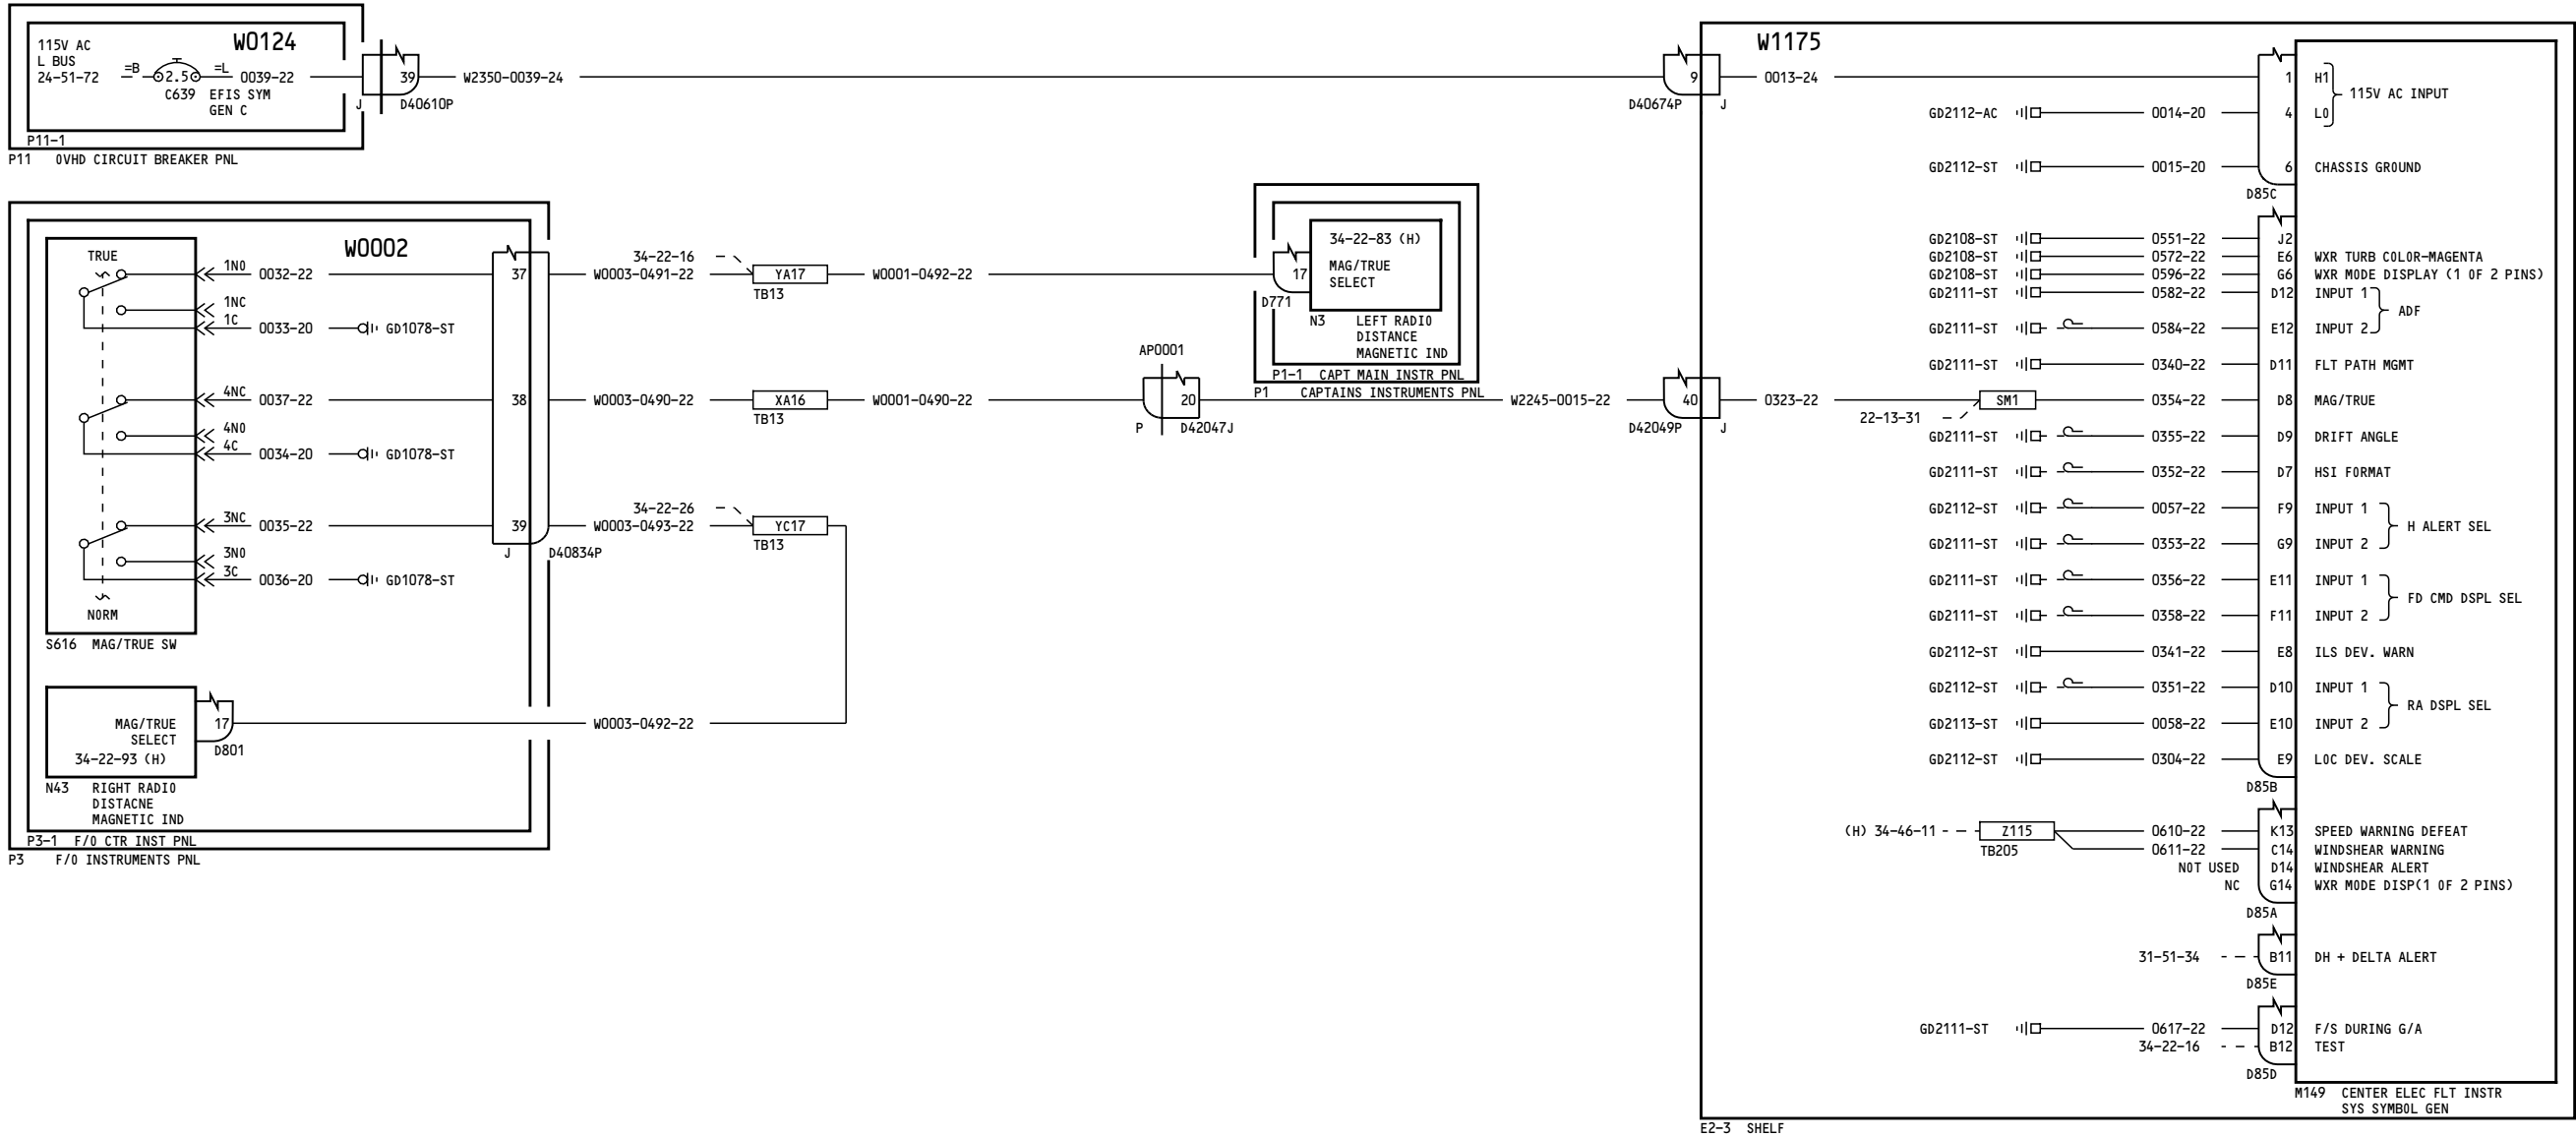 W0124
115V AC
L BUS
24-51-72
=B
2.5
=L
0039-22
C639
EFIS SYM
GEN C
39
J
D40610P
W2350-0039-24
P11-1
P11 0VHD CIRCUIT BREAKER PNL
W0002
TRUE
1N0
0032-22
1NC
1C
0033-20
GD1078-ST
4NC
0037-22
4N0
4C
0034-20
GD1078-ST
3NC
0035-22
3N0
3C
0036-20
GD1078-ST
NORM
S616 MAG/TRUE SW
37
38
39
J
D40834P
MAG/TRUE
SELECT
34-22-93 (H)
17
D801
N43 RIGHT RADIO
DISTACNE
MAGNETIC IND
P3-1 F/0 CTR INST PNL
P3 F/0 INSTRUMENTS PNL
34-22-16
W0003-0491-22
YA17
TB13
W0001-0492-22
W0003-0490-22
XA16
TB13
W0001-0490-22
34-22-26
W0003-0493-22
YC17
TB13
W0003-0492-22
AP0001
20
P
D42047J
17
D771
34-22-83 (H)
MAG/TRUE
SELECT
N3 LEFT RADIO
DISTANCE
MAGNETIC IND
P1-1 CAPT MAIN INSTR PNL
P1 CAPTAINS INSTRUMENTS PNL
W2245-0015-22
W1175
9
D40674P
J
0013-24
1 H1
115V AC INPUT
GD2112-AC 0014-20 4 L0
GD2112-ST 0015-20 6 CHASSIS GROUND
D85C
GD2108-ST 0551-22 J2
GD2108-ST 0572-22 E6 WXR TURB COLOR-MAGENTA
GD2108-ST 0596-22 G6 WXR MODE DISPLAY (1 OF 2 PINS)
GD2111-ST 0582-22 D12 INPUT 1
ADF
GD2111-ST 0584-22 E12 INPUT 2
GD2111-ST 0340-22 D11 FLT PATH MGMT
40
D42049P
J
0323-22 SM1 0354-22 D8 MAG/TRUE
22-13-31
GD2111-ST 0355-22 D9 DRIFT ANGLE
GD2111-ST 0352-22 D7 HSI FORMAT
GD2112-ST 0057-22 F9 INPUT 1
H ALERT SEL
GD2111-ST 0353-22 G9 INPUT 2
GD2111-ST 0356-22 E11 INPUT 1
FD CMD DSPL SEL
GD2111-ST 0358-22 F11 INPUT 2
GD2112-ST 0341-22 E8 ILS DEV. WARN
GD2112-ST 0351-22 D10 INPUT 1
RA DSPL SEL
GD2113-ST 0058-22 E10 INPUT 2
GD2112-ST 0304-22 E9 LOC DEV. SCALE
D85B
(H) 34-46-11 Z115 0610-22 K13 SPEED WARNING DEFEAT
TB205 0611-22 C14 WINDSHEAR WARNING
NOT USED D14 WINDSHEAR ALERT
NC G14 WXR MODE DISP(1 OF 2 PINS)
D85A
31-51-34 B11 DH + DELTA ALERT
D85E
GD2111-ST 0617-22 D12 F/S DURING G/A
34-22-16 B12 TEST
D85D
M149 CENTER ELEC FLT INSTR
SYS SYMBOL GEN
E2-3 SHELF